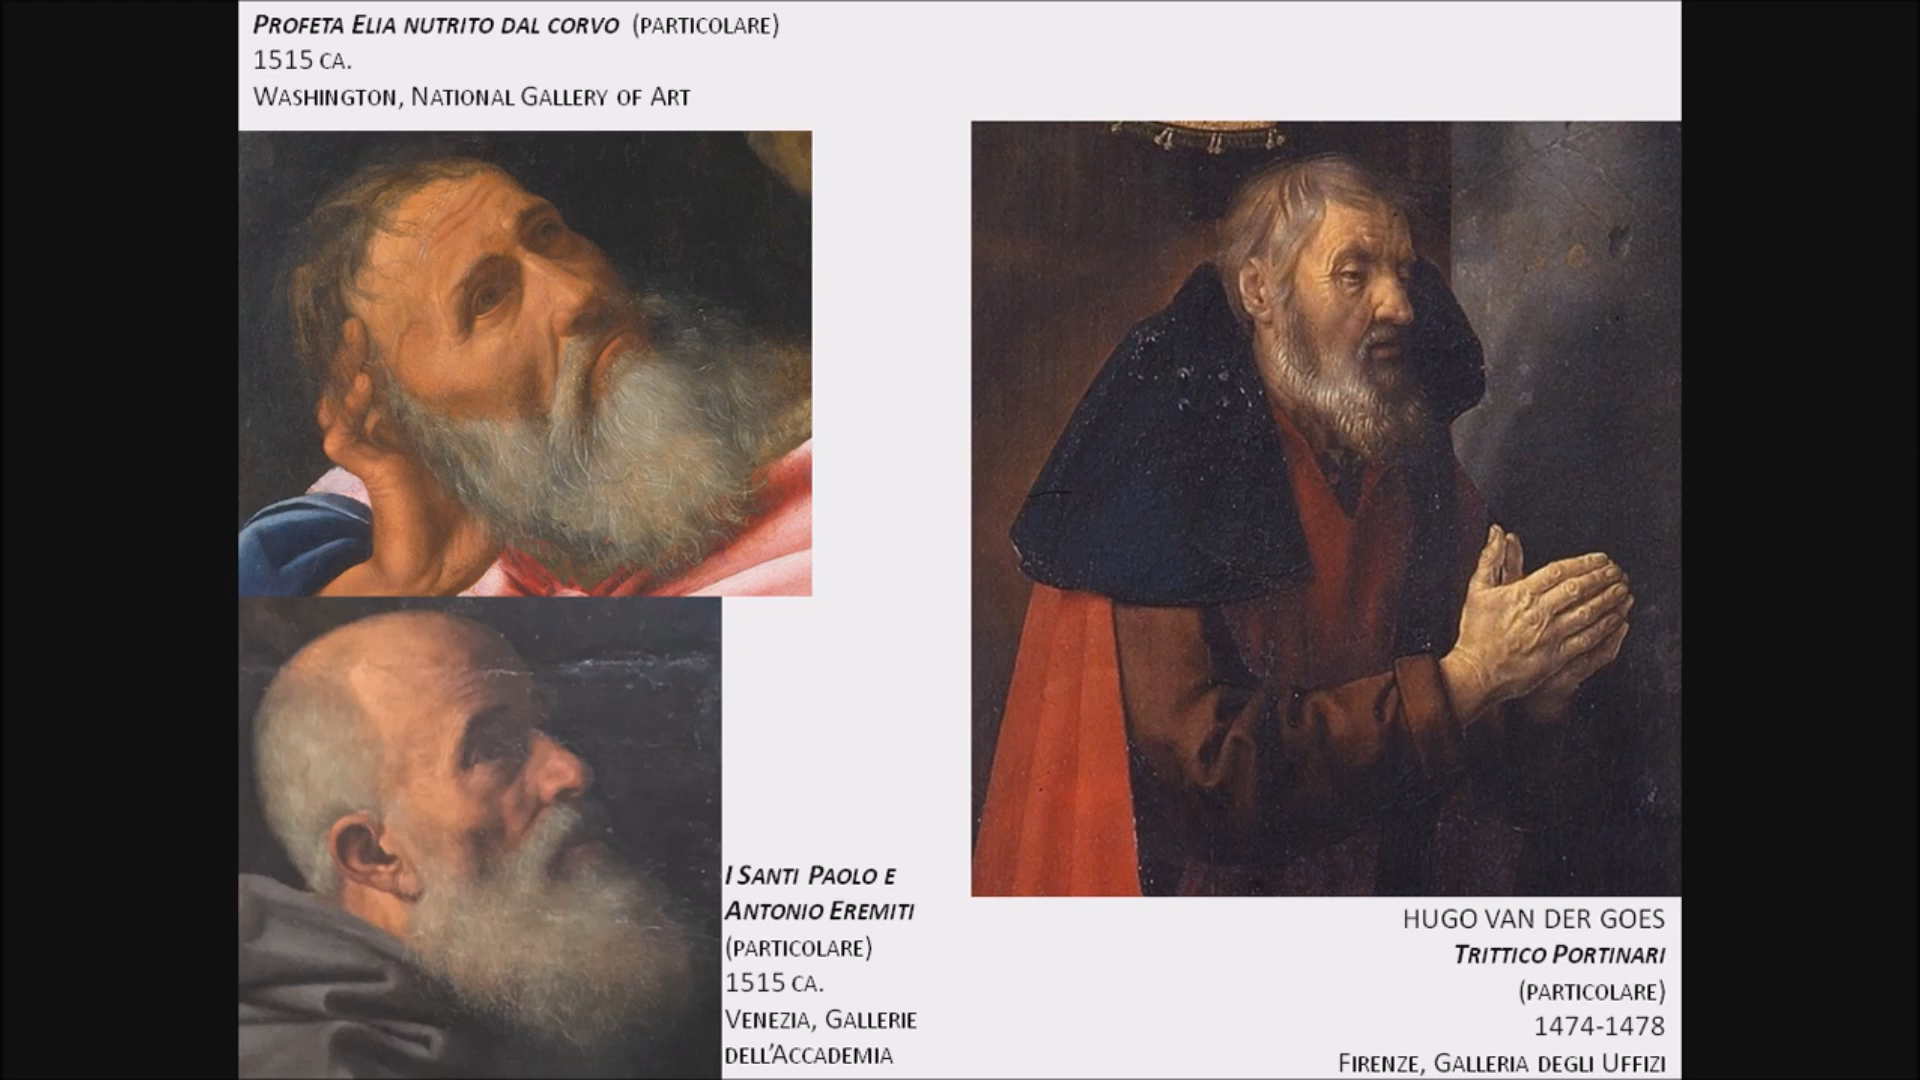 PROFETA ELIA NUTRITO DAL CORVO (PARTICOLARE)
1515 CA.
WASHINGTON, NATIONAL GALLERY OF ART
I SANTI PAOLO E
ANTONIO EREMITI
(PARTICOLARE)
1515 CA.
VENEZIA, GALLERIE
DELL'ACCADEMIA
HUGO VAN DER GOES
TRITTICO PORTINARI
(PARTICOLARE)
1474-1478
FIRENZE, GALLERIA DEGLI UFFIZI